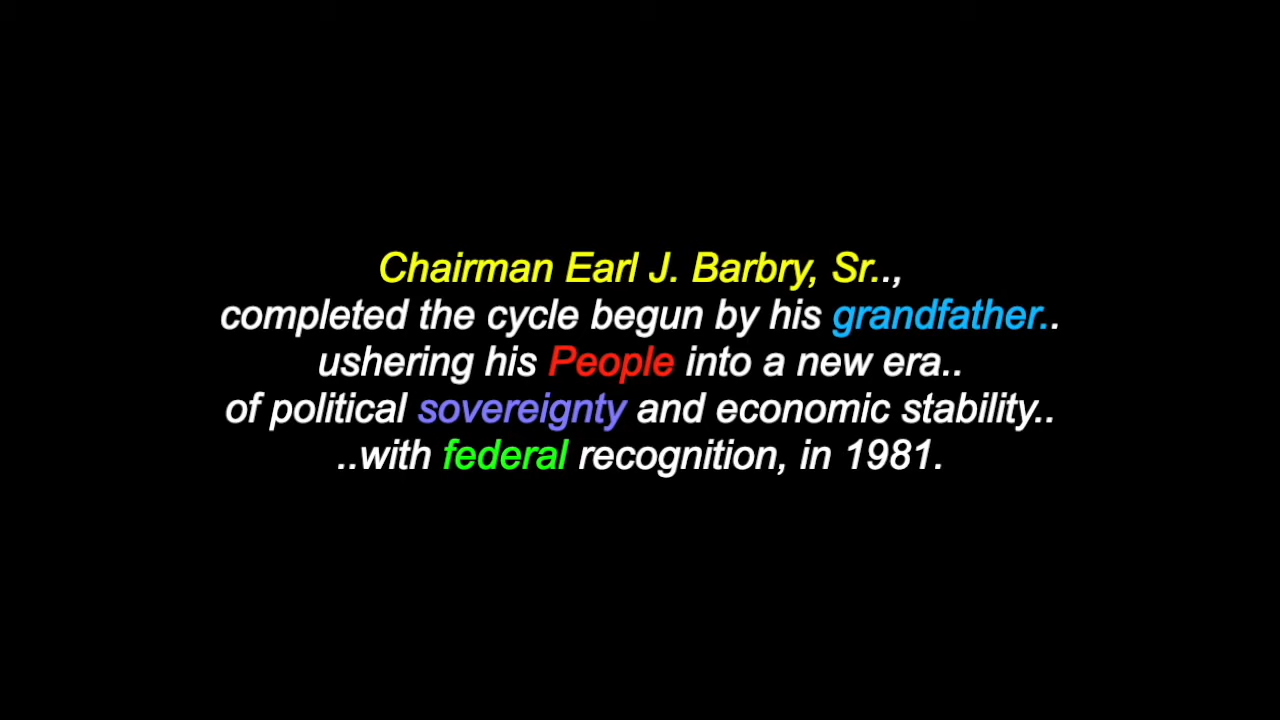 Chairman Earl J. Barbry, Sr..,
completed the cycle begun by his grandfather..
ushering his People into a new era..
of political sovereignty and economic stability..
..with federal recognition, in 1981.